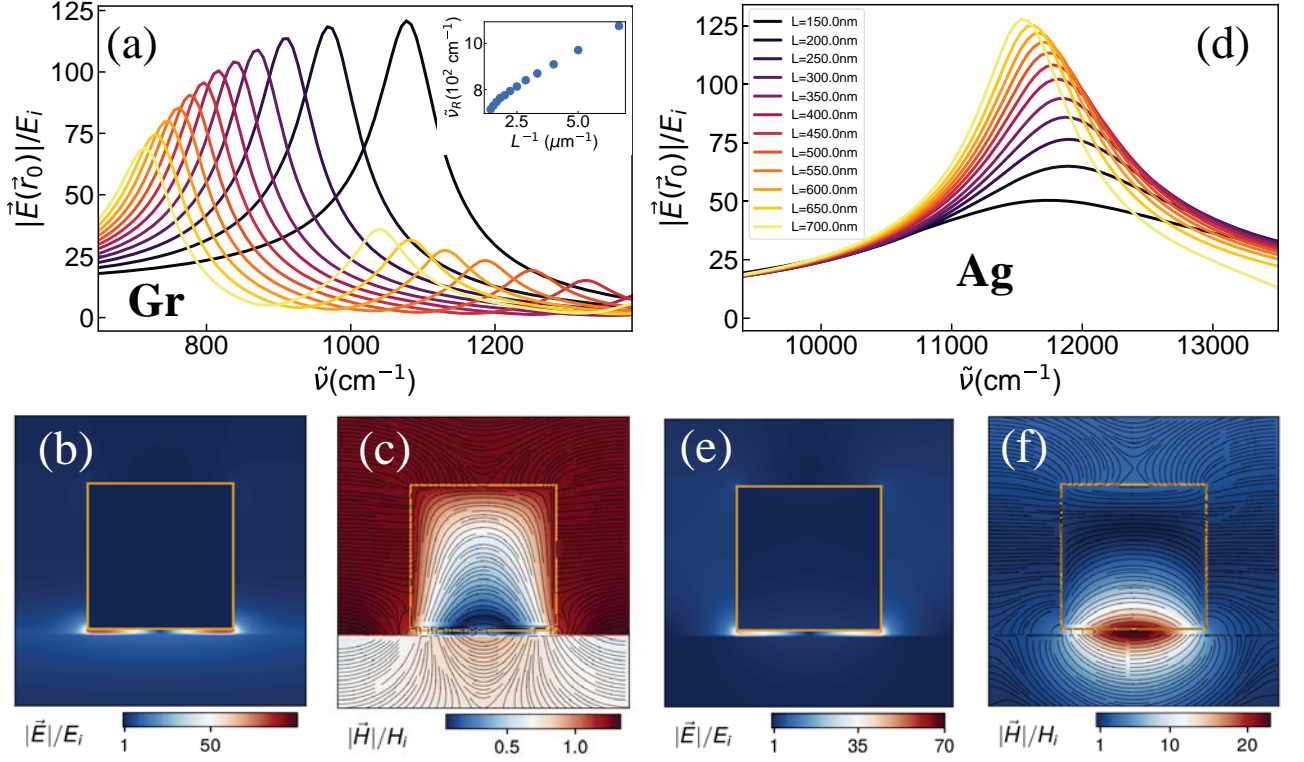 (a)
Gr
|E⃗(r⃗₀)|/Eᵢ
125
100
75
50
25
0
800
1000
1200
ṽ(cm⁻¹)
ṽ_R(10² cm⁻¹)
10
8
2.5
5.0
L⁻¹ (μm⁻¹)
(d)
Ag
|E⃗(r⃗₀)|/Eᵢ
125
100
75
50
25
0
L=150.0nm
L=200.0nm
L=250.0nm
L=300.0nm
L=350.0nm
L=400.0nm
L=450.0nm
L=500.0nm
L=550.0nm
L=600.0nm
L=650.0nm
L=700.0nm
10000
11000
12000
13000
ṽ(cm⁻¹)
(b)
|E⃗|/Eᵢ
1
50
(c)
|H⃗|/Hᵢ
0.5
1.0
(e)
|E⃗|/Eᵢ
1
35
70
(f)
|H⃗|/Hᵢ
1
10
20